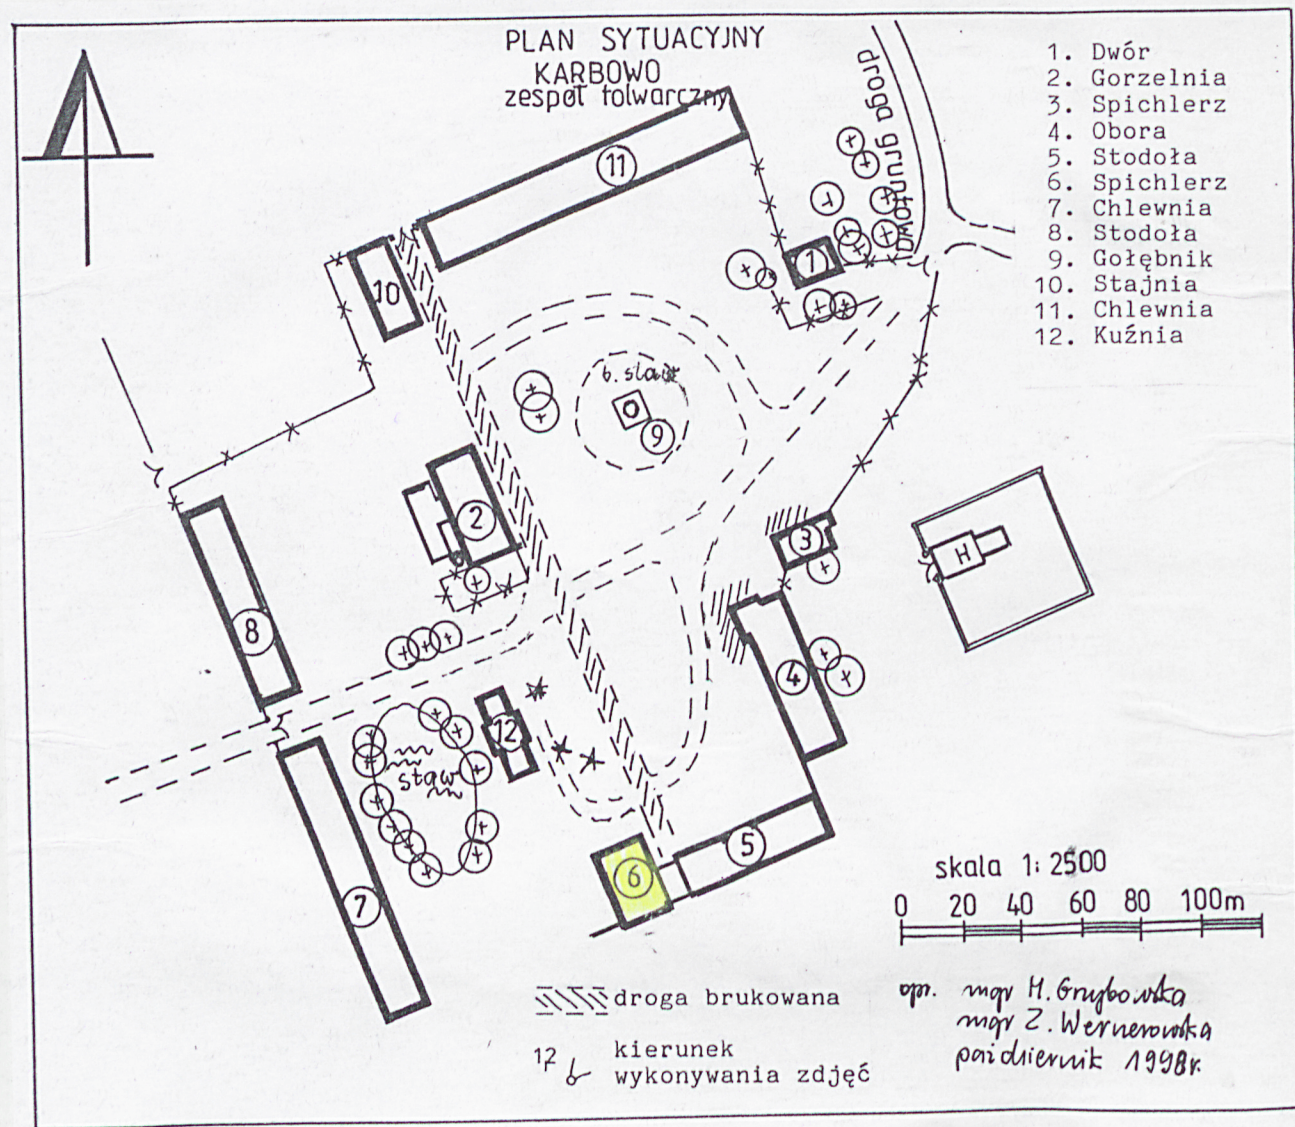 PLAN SYTUACYJNY
KARBOWO
zespół folwarczny
1. Dwór
2. Gorzelnia
3. Spichlerz
4. Obora
5. Stodoła
6. Spichlerz
7. Chlewnia
8. Stodoła
9. Gołębnik
10. Stajnia
11. Chlewnia
12. Kuźnia
droga gruntowa
11
10
1
b. staw
9
2
3
H
8
4
12
staw
5
6
7
skala 1: 2500
0 20 40 60 80 100m
droga brukowana
12 kierunek
wykonywania zdjęć
opr. mgr H. Grzybowska
mgr Z. Wernerowska
październik 1998r.